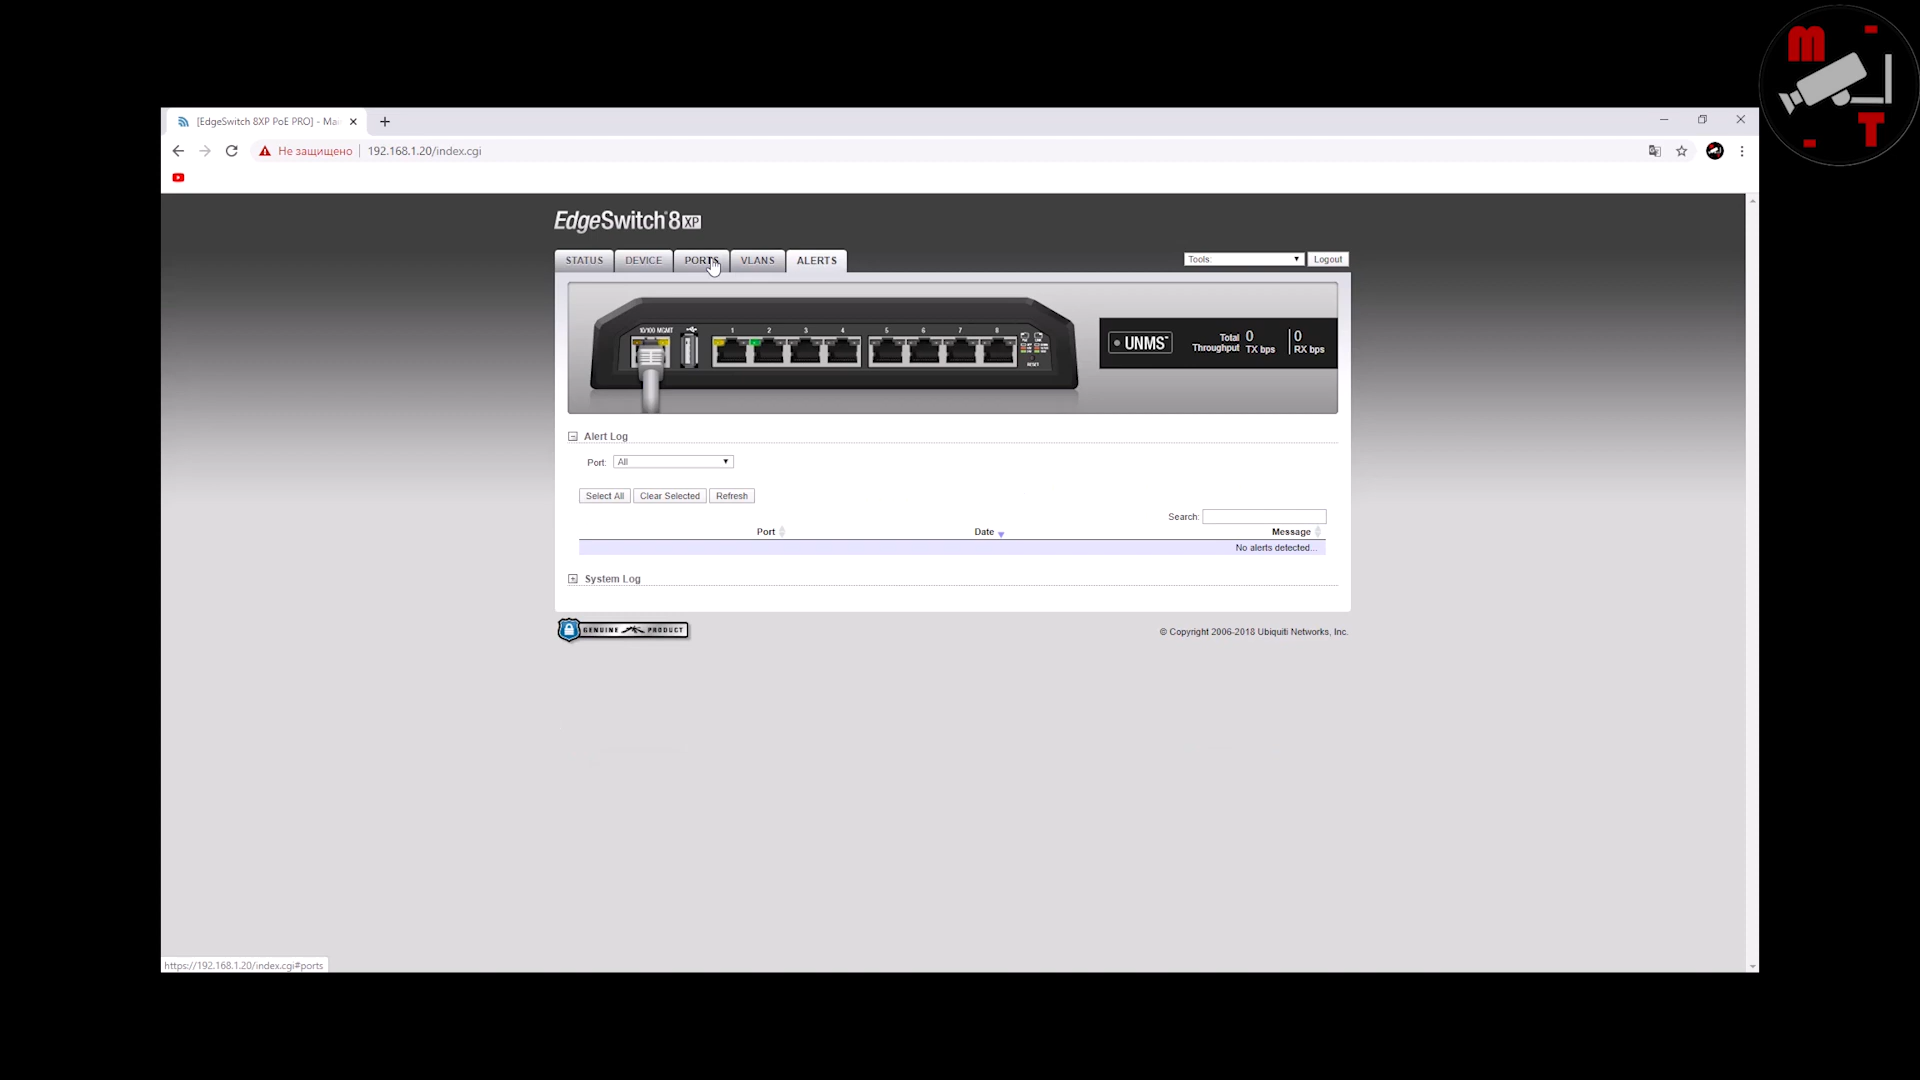 M
T
[EdgeSwitch 8XP PoE PRO] - Ma
Не защищено
192.168.1.20/index.cgi
EdgeSwitch 8 XP
STATUS
DEVICE
PORTS
VLANS
ALERTS
Tools
Logout
10/100 MGMT
1
2
3
4
5
6
7
8
RESET
UNMS™
Total Throughput
0 TX bps
0 RX bps
Alert Log
Port:
All
Select All
Clear Selected
Refresh
Search:
Port
Date
Message
No alerts detected...
System Log
GENUINE PRODUCT
© Copyright 2006-2018 Ubiquiti Networks, Inc.
https://192.168.1.20/index.cgi#ports